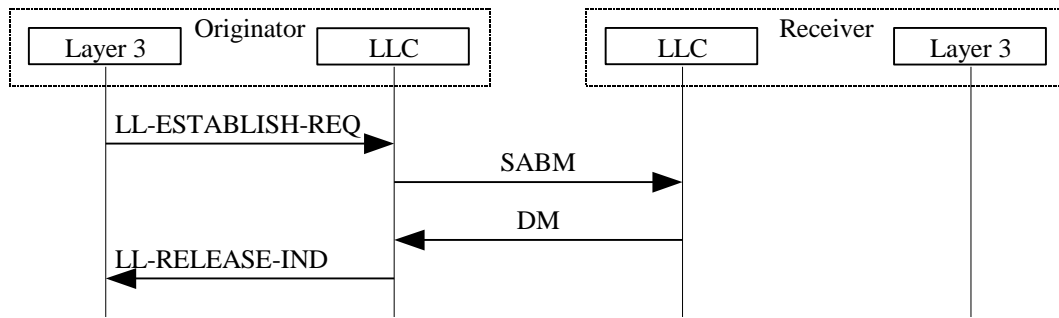 Originator
Receiver
Layer 3
LLC
LLC
Layer 3
LL-ESTABLISH-REQ
SABM
DM
LL-RELEASE-IND